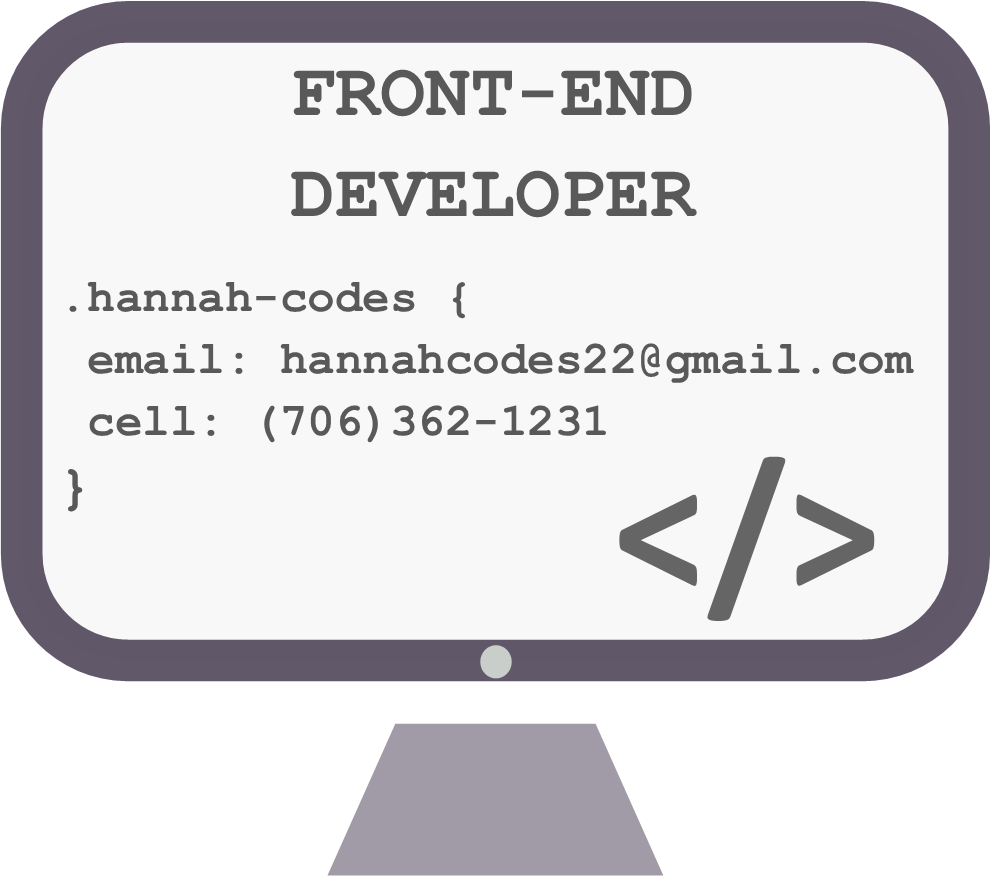 FRONT-END
DEVELOPER
.hannah-codes {
email: hannahcodes22@gmail.com
cell: (706)362-1231
}
</>